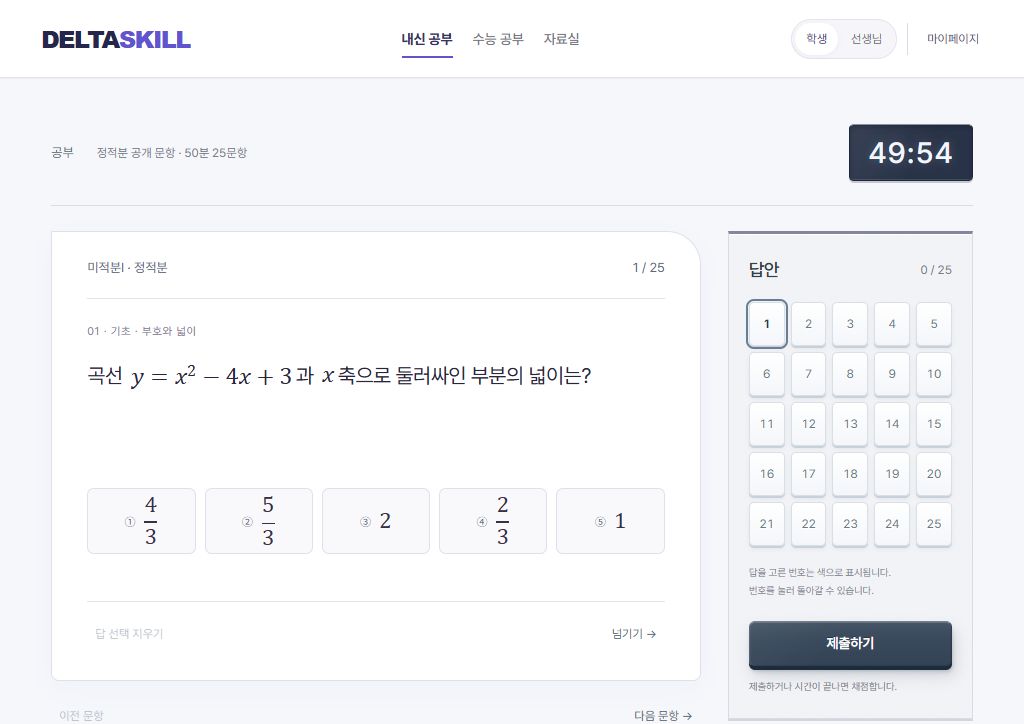 DELTASKILL
내신 공부 수능 공부 자료실
학생 선생님 마이페이지
공부 정적분 공개 문항 · 50분 25문항
49:54
미적분Ⅰ · 정적분 1 / 25
01 · 기초 · 부호와 넓이
곡선 y = x² − 4x + 3 과 x 축으로 둘러싸인 부분의 넓이는?
① 4/3 ② 5/3 ③ 2 ④ 2/3 ⑤ 1
답 선택 지우기 넘기기 →
이전 문항 다음 문항 →
답안 0 / 25
1 2 3 4 5
6 7 8 9 10
11 12 13 14 15
16 17 18 19 20
21 22 23 24 25
답을 고른 번호는 색으로 표시됩니다.
번호를 눌러 돌아갈 수 있습니다.
제출하기
제출하거나 시간이 끝나면 채점합니다.